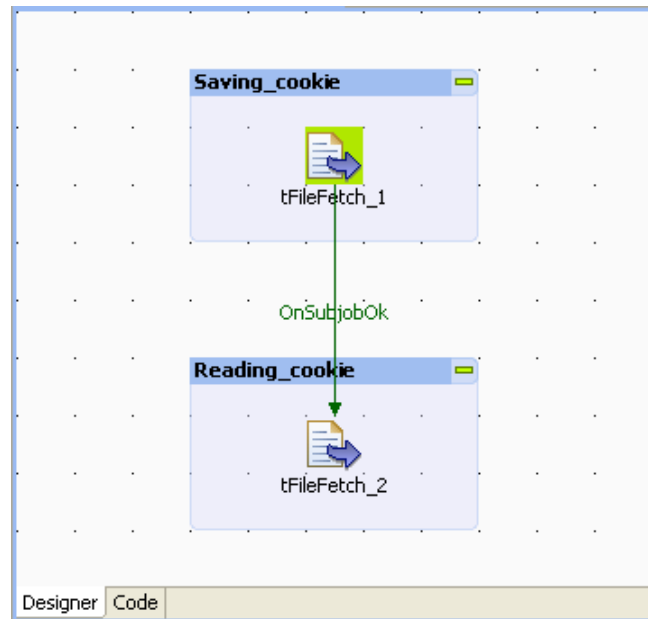 Saving_cookie
tFileFetch_1
OnSubjobOk
Reading_cookie
tFileFetch_2
Designer Code